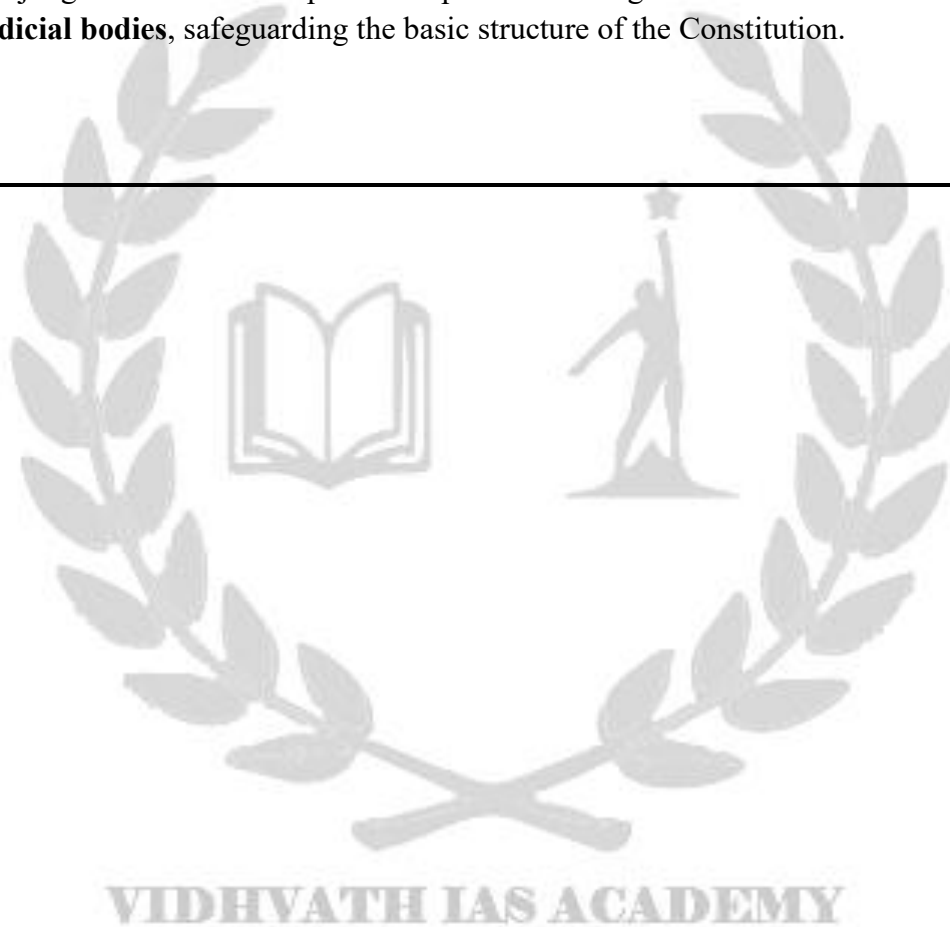 dicial bodies, safeguarding the basic structure of the Constitution.
VIDHVATH IAS ACADEMY